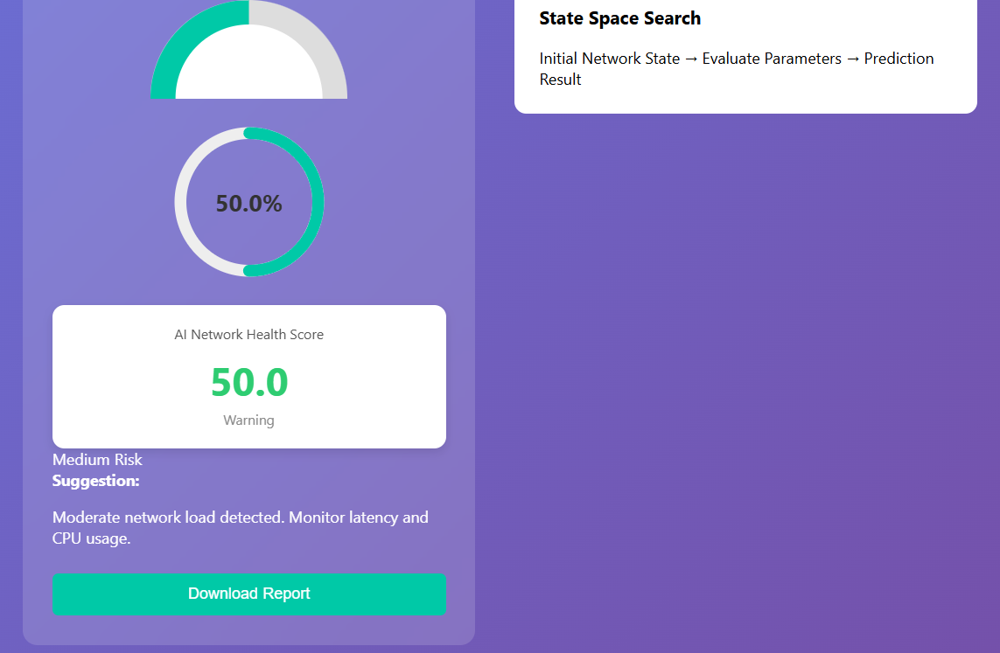 50.0%
AI Network Health Score
50.0
Warning
Medium Risk
Suggestion:
Moderate network load detected. Monitor latency and
CPU usage.
Download Report
State Space Search
Initial Network State → Evaluate Parameters → Prediction
Result